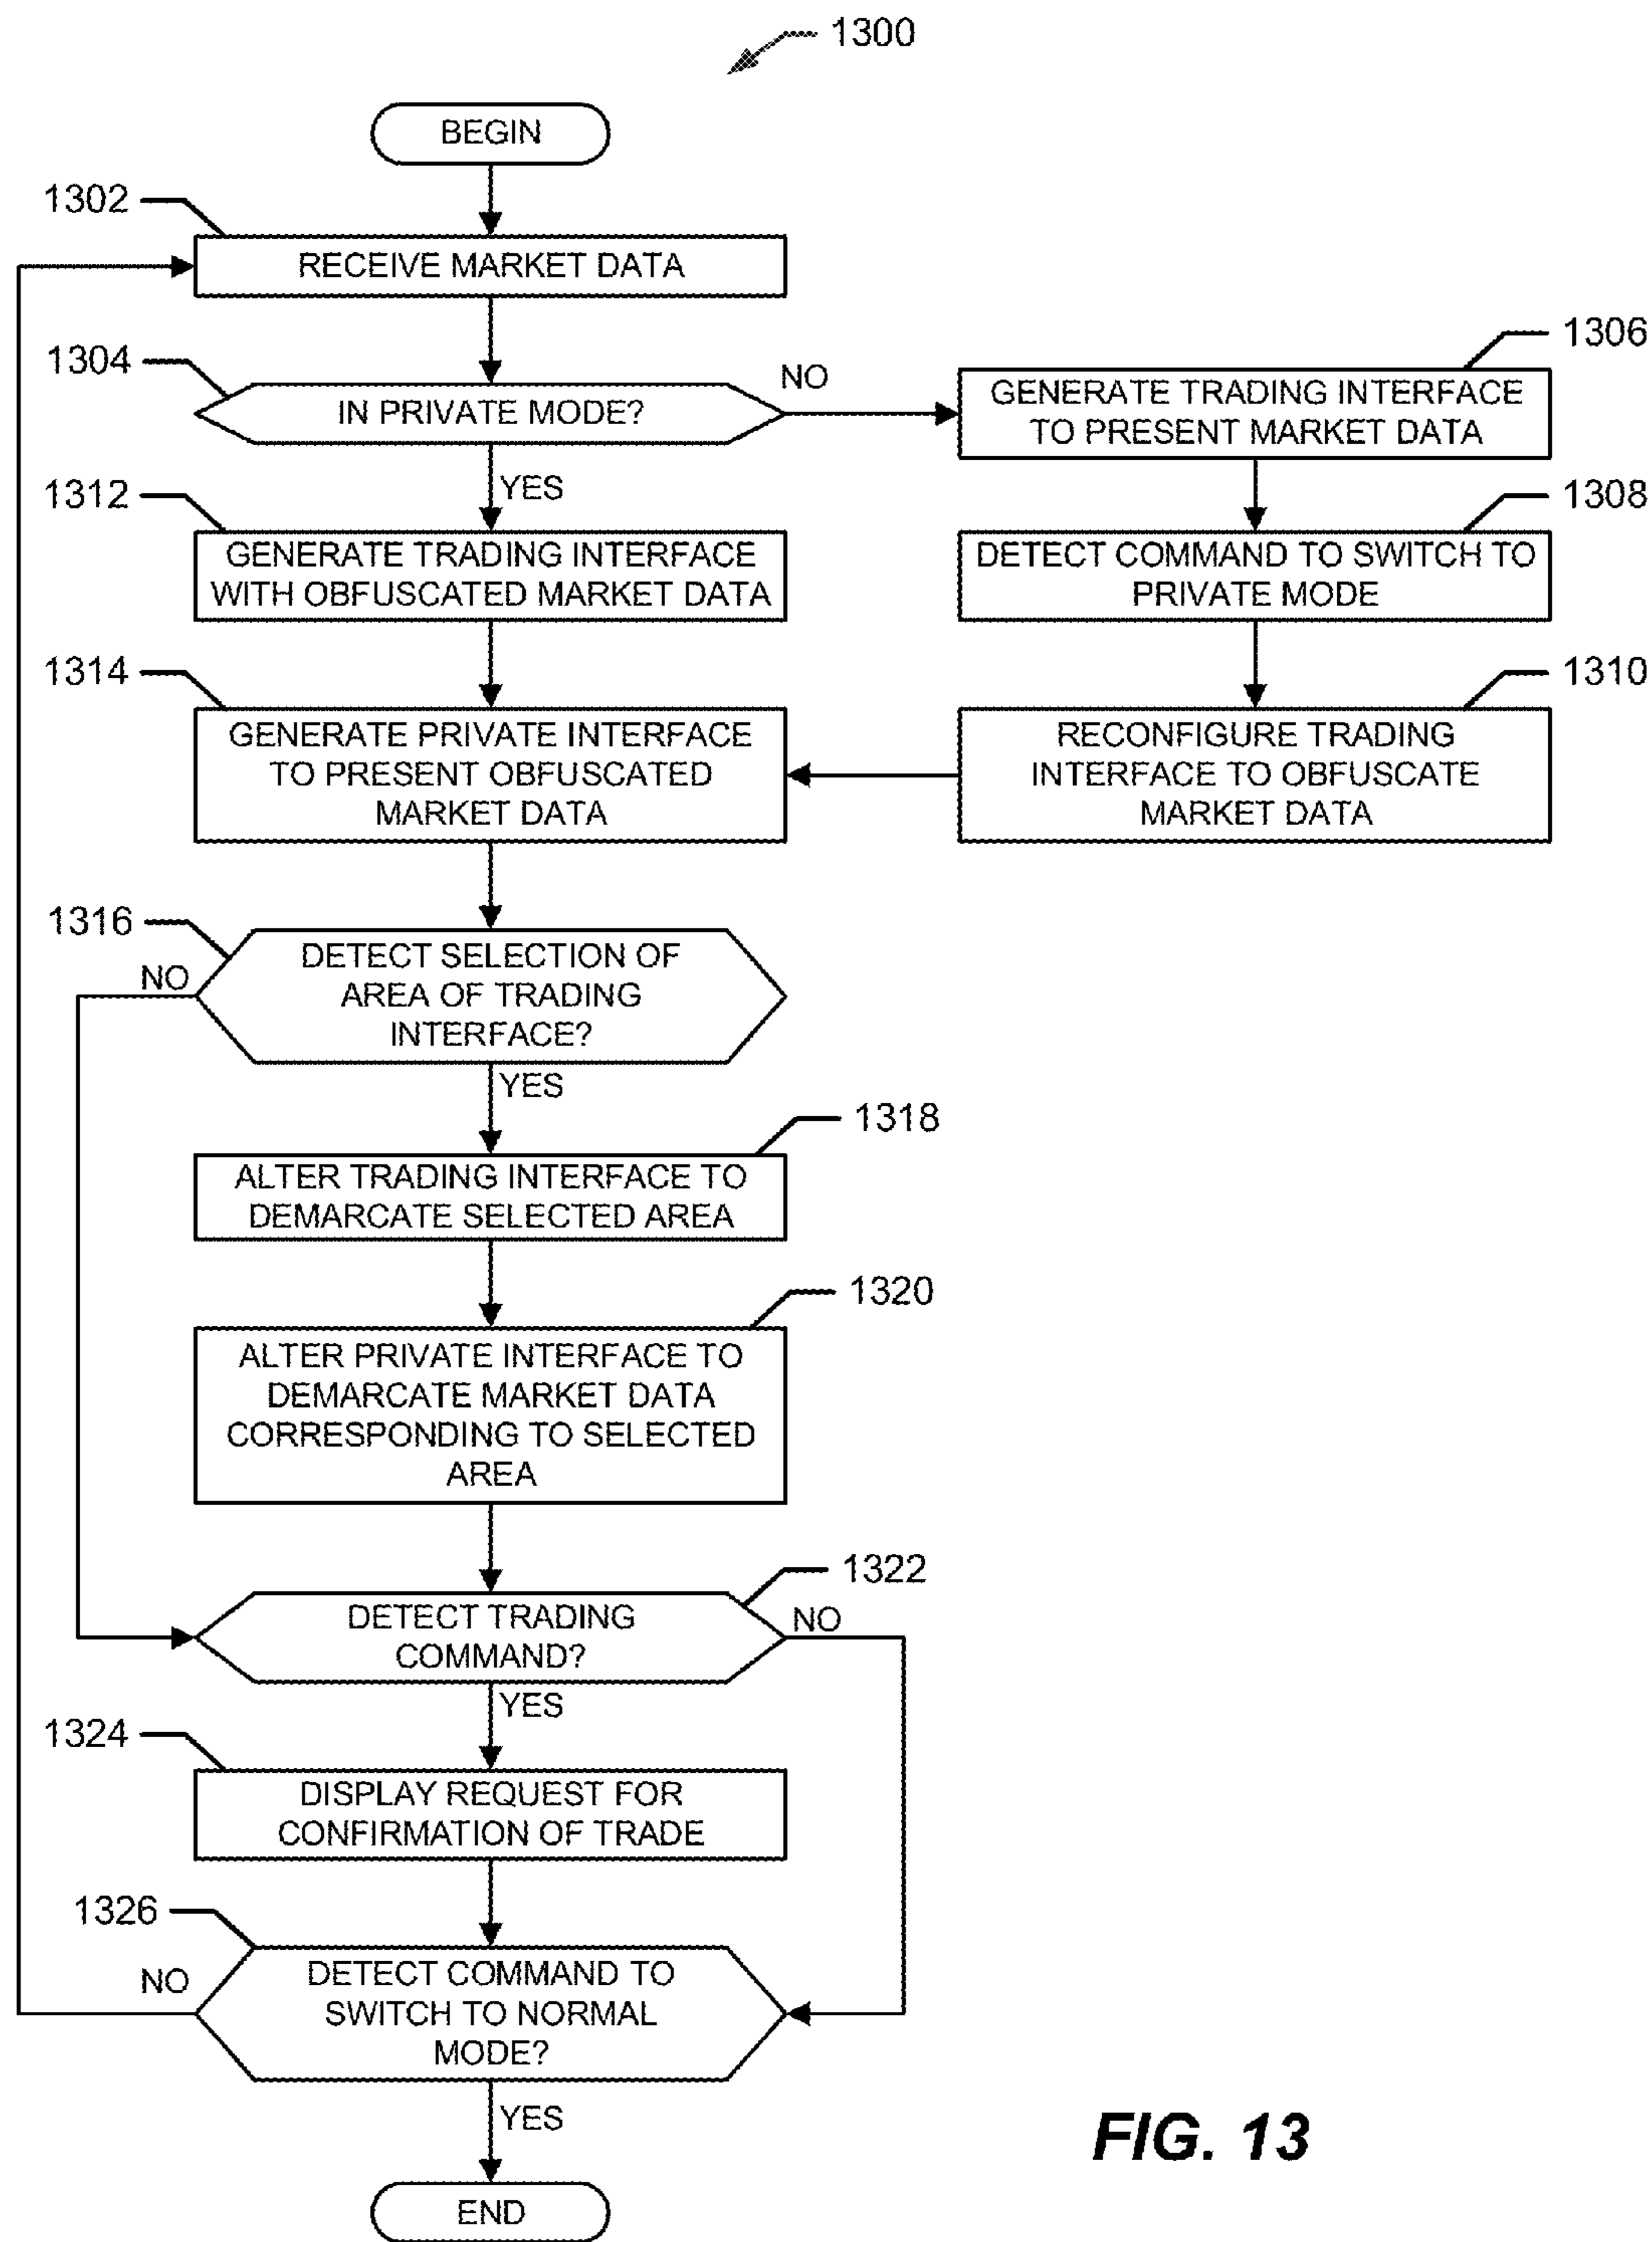 1300
BEGIN
1302
RECEIVE MARKET DATA
1304
IN PRIVATE MODE?
NO
1306
GENERATE TRADING INTERFACE
TO PRESENT MARKET DATA
YES
1312
GENERATE TRADING INTERFACE
WITH OBFUSCATED MARKET DATA
1308
DETECT COMMAND TO SWITCH TO
PRIVATE MODE
1314
GENERATE PRIVATE INTERFACE
TO PRESENT OBFUSCATED
MARKET DATA
1310
RECONFIGURE TRADING
INTERFACE TO OBFUSCATE
MARKET DATA
1316
NO
DETECT SELECTION OF
AREA OF TRADING
INTERFACE?
YES
1318
ALTER TRADING INTERFACE TO
DEMARCATE SELECTED AREA
1320
ALTER PRIVATE INTERFACE TO
DEMARCATE MARKET DATA
CORRESPONDING TO SELECTED
AREA
1322
DETECT TRADING
COMMAND?
NO
YES
1324
DISPLAY REQUEST FOR
CONFIRMATION OF TRADE
1326
NO
DETECT COMMAND TO
SWITCH TO NORMAL
MODE?
YES
END
FIG. 13